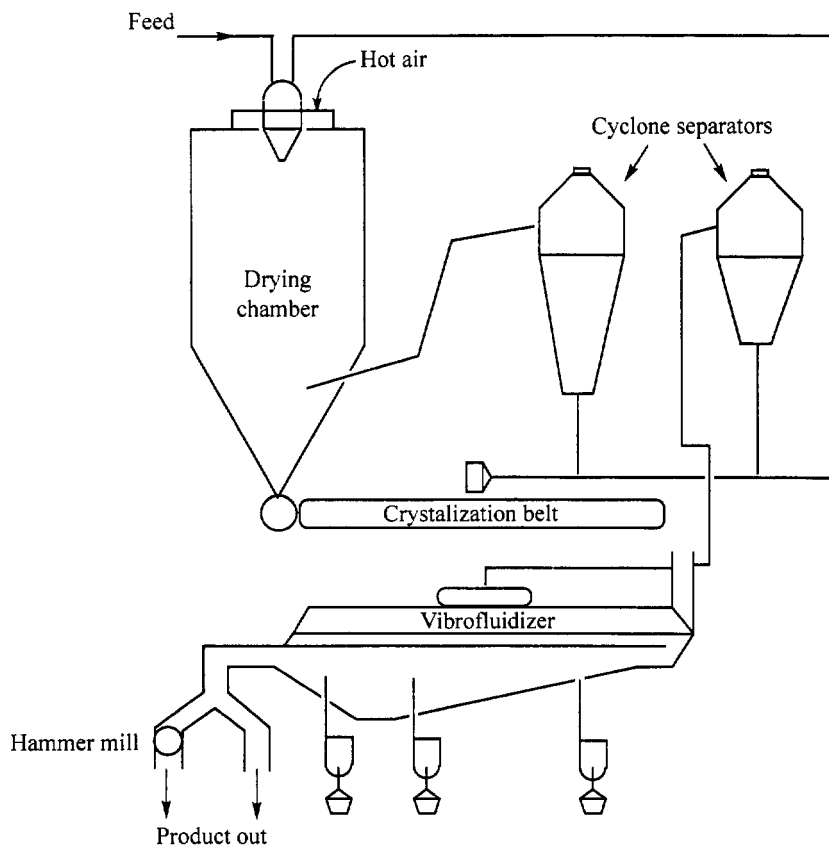 Feed
Hot air
Cyclone separators
Drying
chamber
Crystalization belt
Vibrofluidizer
Hammer mill
Product out